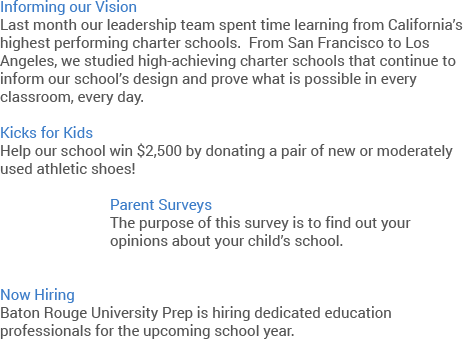 Informing our Vision
Last month our leadership team spent time learning from California's
highest performing charter schools.  From San Francisco to Los
Angeles, we studied high-achieving charter schools that continue to
inform our school's design and prove what is possible in every
classroom, every day.
Kicks for Kids
Help our school win $2,500 by donating a pair of new or moderately
used athletic shoes!
Parent Surveys
The purpose of this survey is to find out your
opinions about your child's school.
Now Hiring
Baton Rouge University Prep is hiring dedicated education
professionals for the upcoming school year.